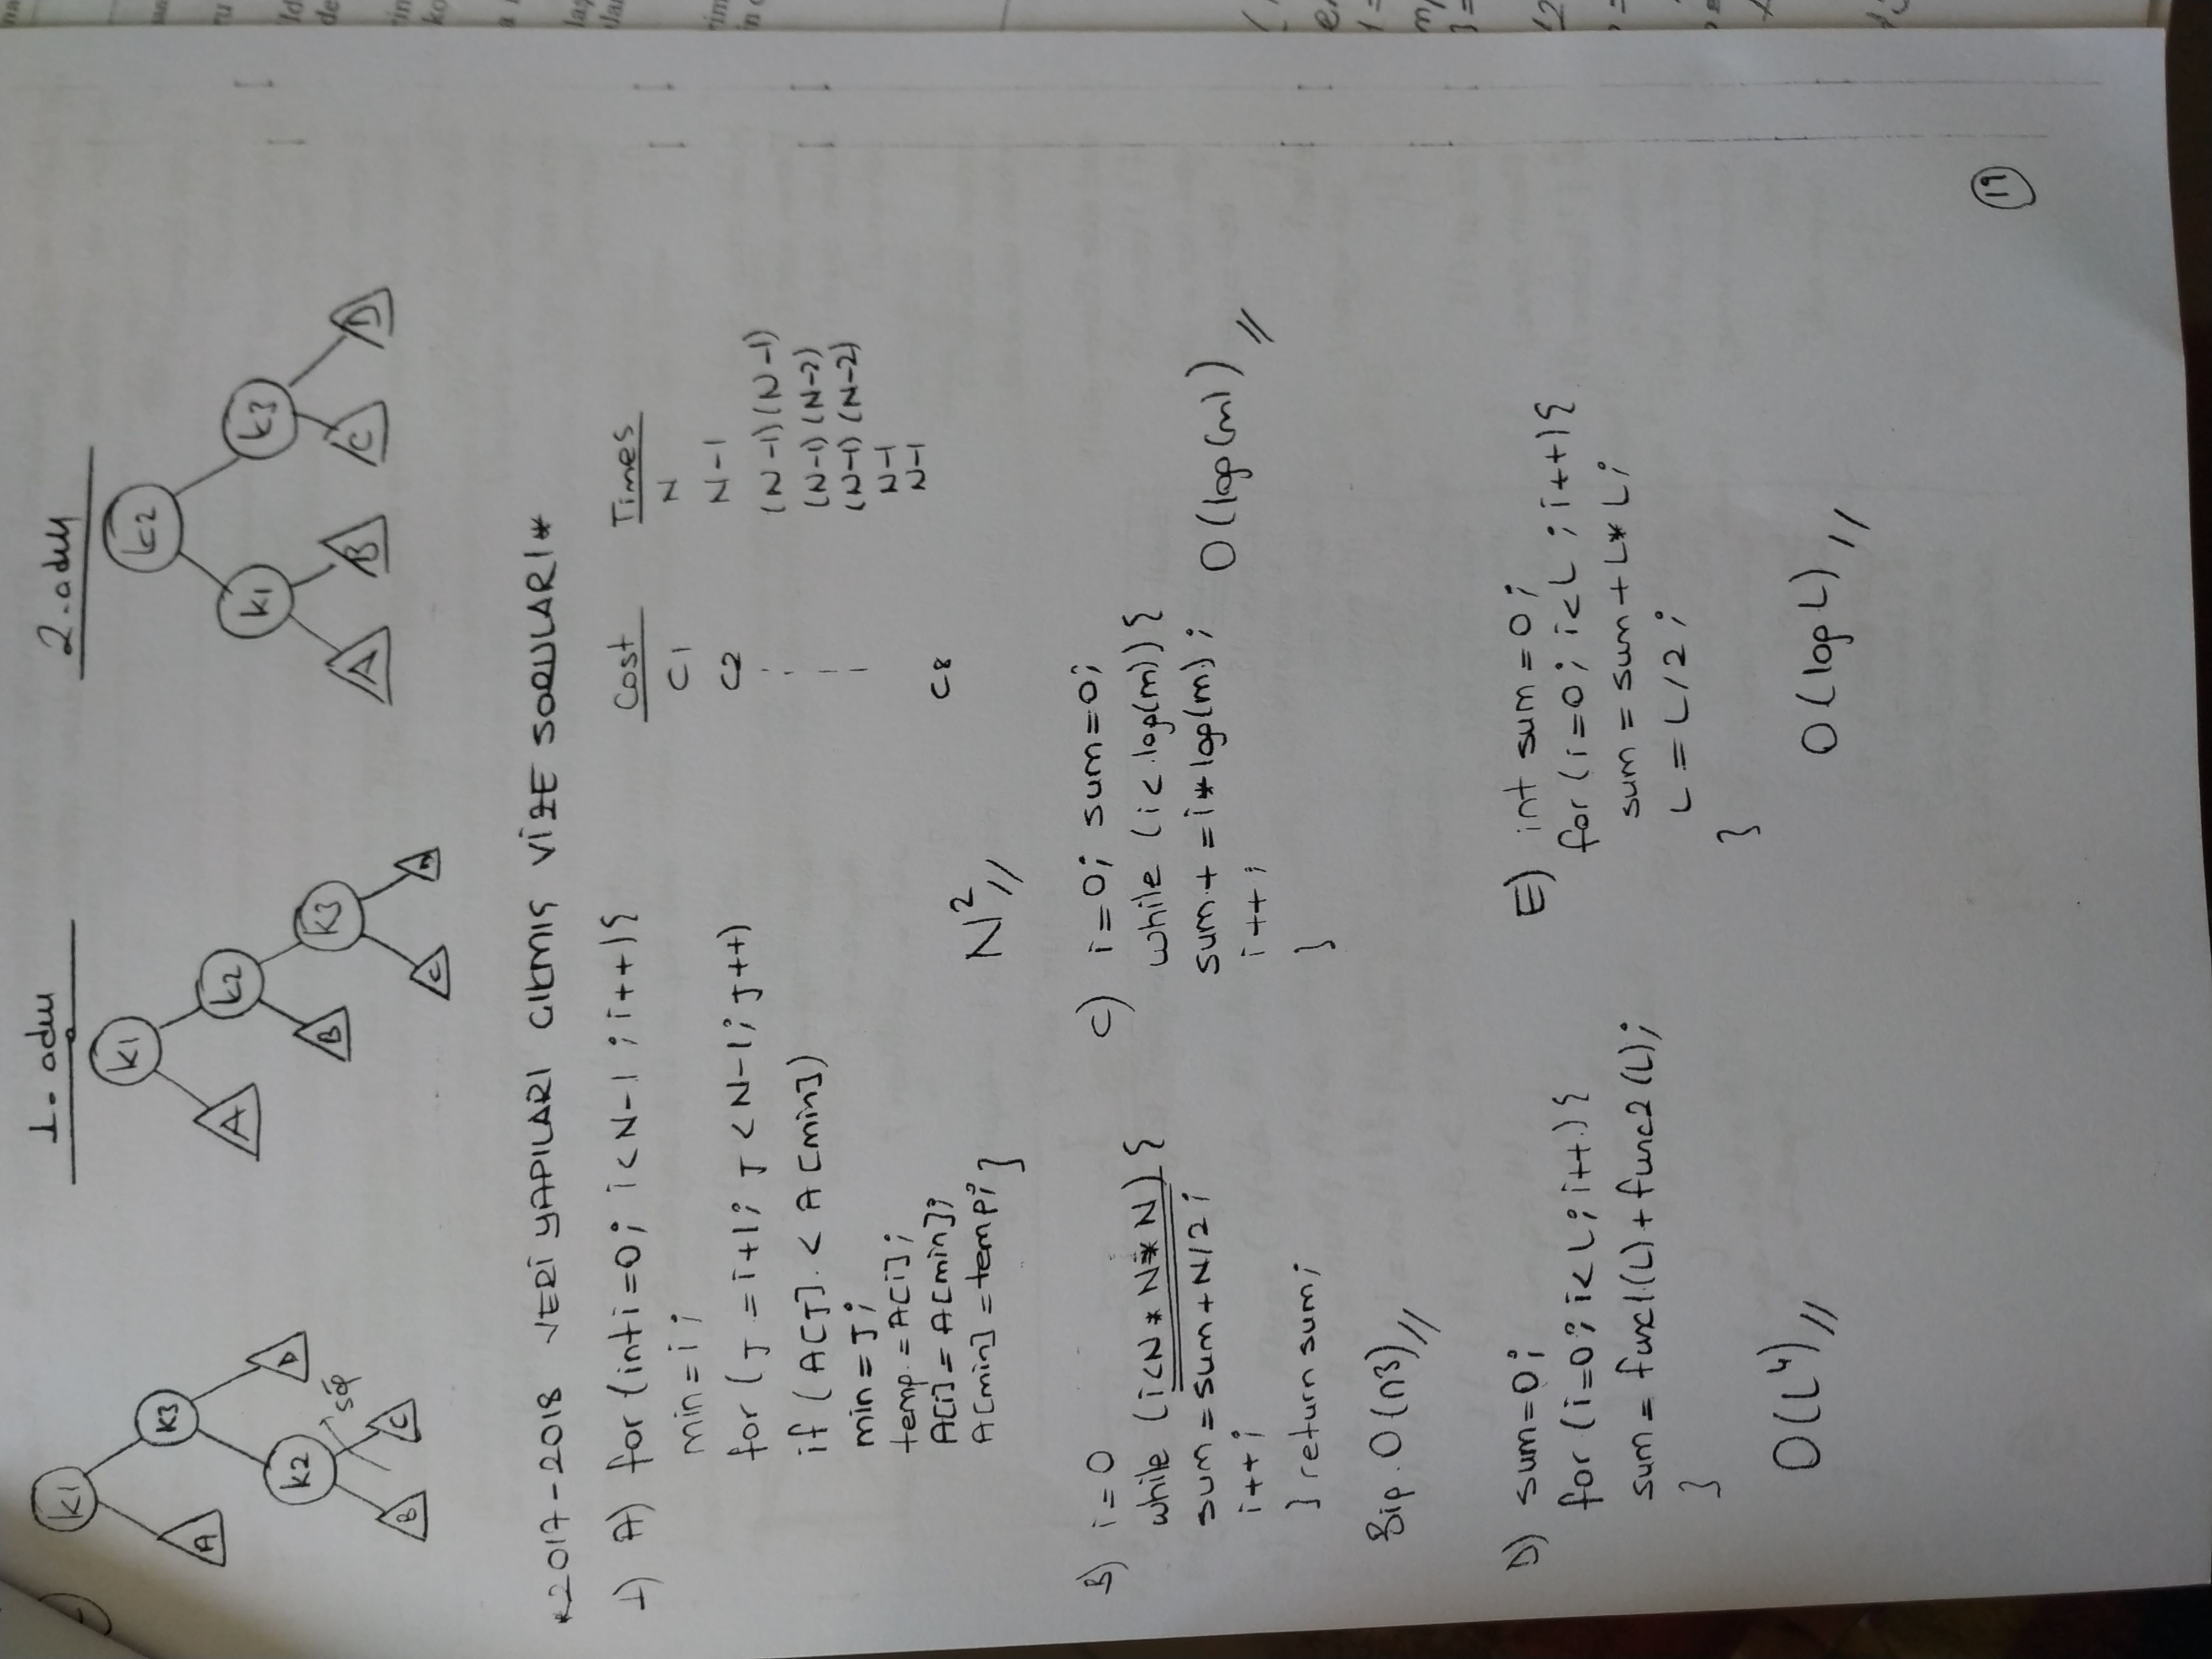 1. adım
2. adım
k1
A
k3
k2
D
B
C
sağ
k1
A
k2
B
k3
C
D
k2
k1
k3
A
B
C
D
*2017-2018 VERİ YAPILARI ÇIKMIŞ VİZE SORULARI*
1) A) for (int i=0; i<N-1; i++){
min = i;
for (J = i+1; J<N-1; J++)
if (A[J] < A[min])
min = J;
temp = A[i];
A[i] = A[min];
A[min] = temp; }
N²//
Cost
C1
C2
C8
Times
N
N-1
(N-1)(N-1)
(N-1)(N-2)
(N-1)(N-2)
N-1
N-1
B) i=0
while (i<N*N*N){
sum = sum + N/2;
i++;
} return sum;
O(n³)//
C) i=0; sum=0;
while (i<log(m)){
sum += i*log(m);
i++;
}
O(log(m))//
D) sum=0;
for (i=0; i<L; i++){
sum = func1(L) + func2(L);
}
O(L⁴)//
E) int sum=0;
for (i=0; i<L; i++){
sum = sum + L*L;
L = L/2;
}
O(log L)//
19